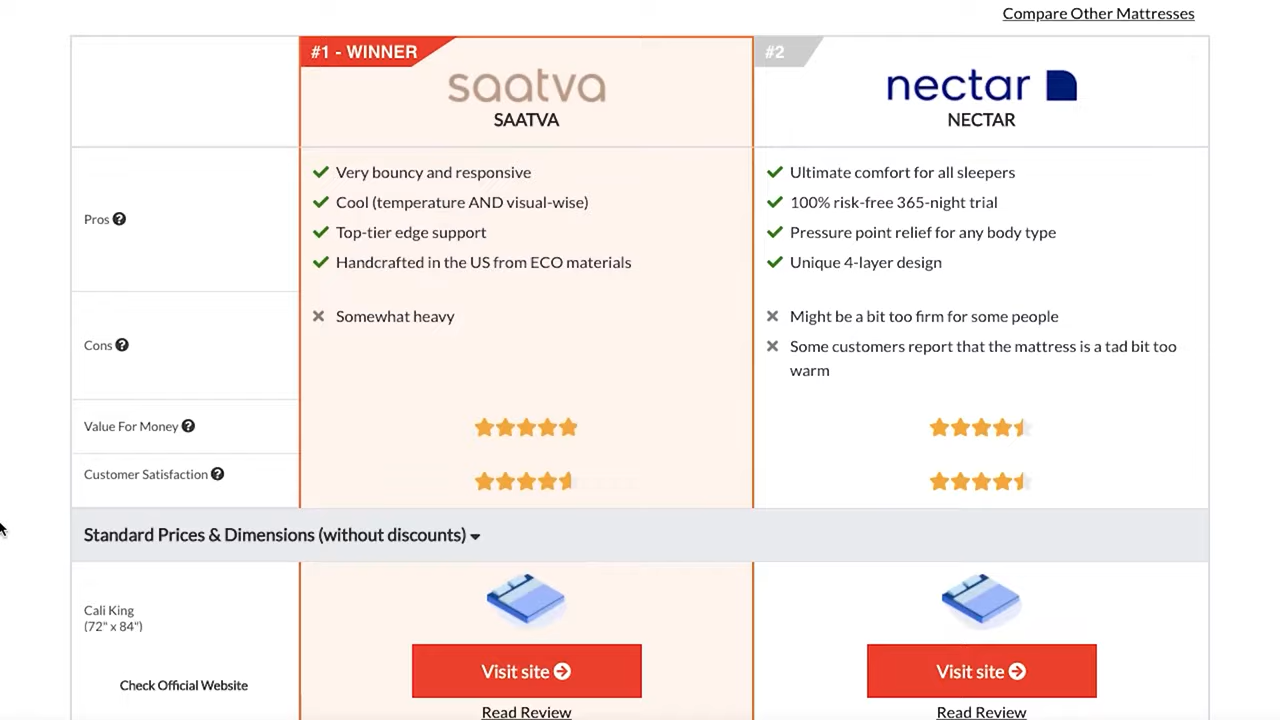 Compare Other Mattresses
#1 - WINNER
saatva
SAATVA
#2
nectar
NECTAR
Pros
Very bouncy and responsive
Cool (temperature AND visual-wise)
Top-tier edge support
Handcrafted in the US from ECO materials
Ultimate comfort for all sleepers
100% risk-free 365-night trial
Pressure point relief for any body type
Unique 4-layer design
Cons
Somewhat heavy
Might be a bit too firm for some people
Some customers report that the mattress is a tad bit too
warm
Value For Money
Customer Satisfaction
Standard Prices & Dimensions (without discounts)
Cali King
(72" x 84")
Check Official Website
Visit site
Read Review
Visit site
Read Review